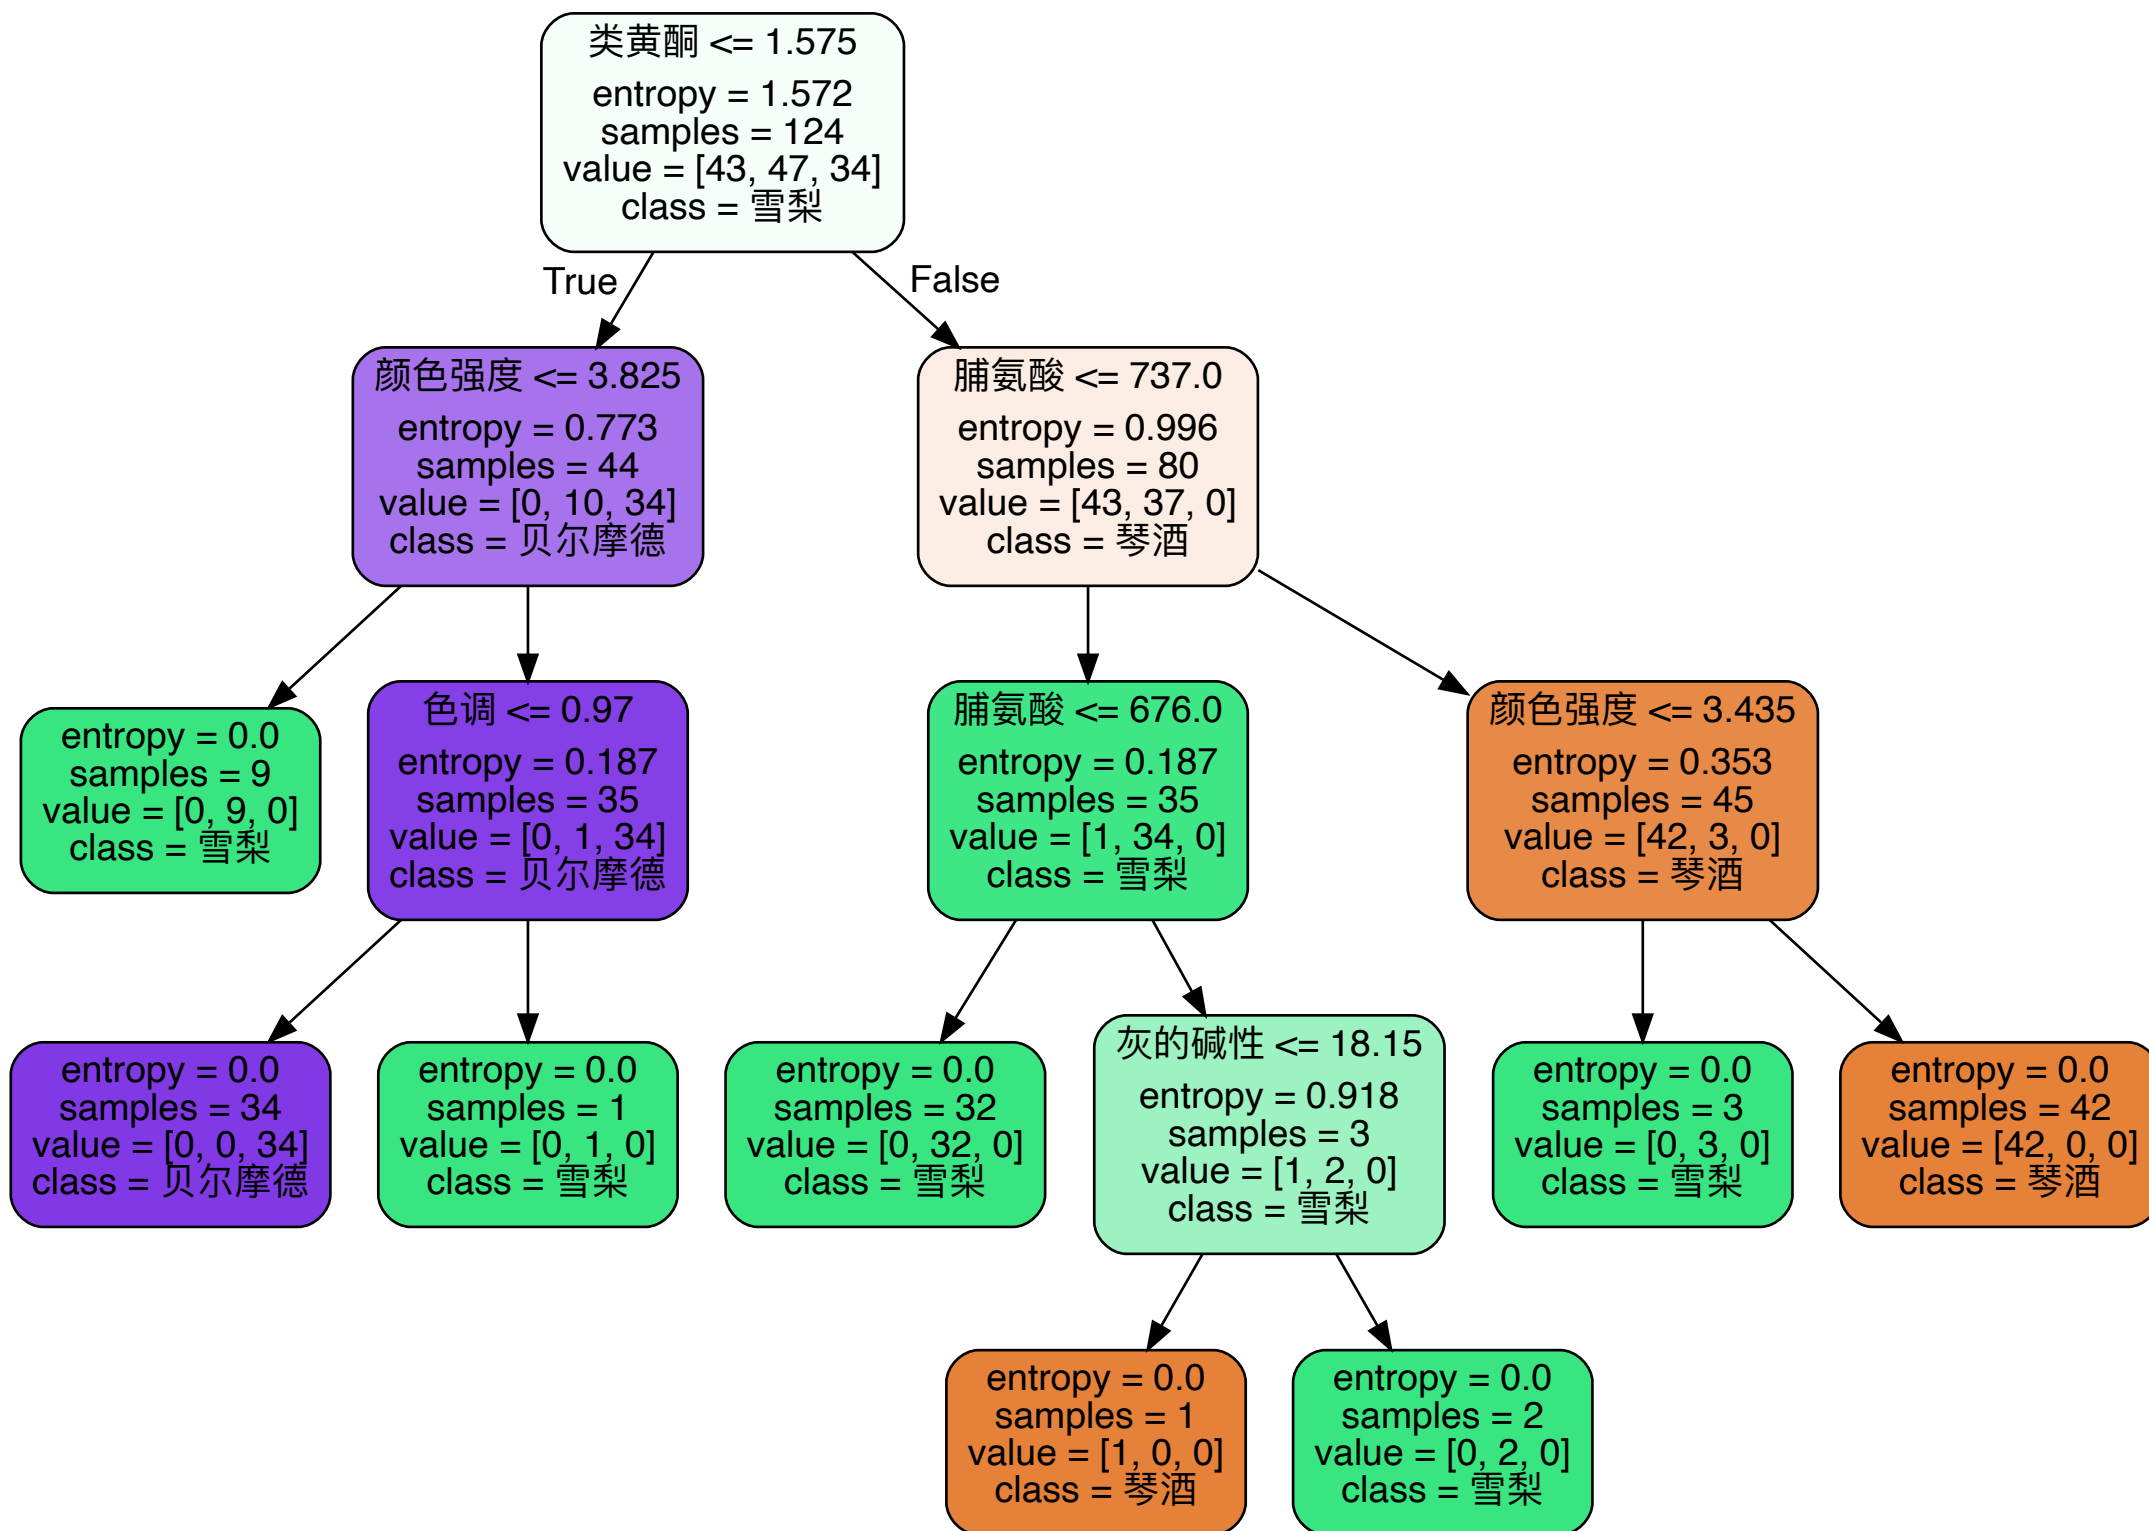 类黄酮 <= 1.575
entropy = 1.572
samples = 124
value = [43, 47, 34]
class = 雪梨
True
False
颜色强度 <= 3.825
entropy = 0.773
samples = 44
value = [0, 10, 34]
class = 贝尔摩德
脯氨酸 <= 737.0
entropy = 0.996
samples = 80
value = [43, 37, 0]
class = 琴酒
entropy = 0.0
samples = 9
value = [0, 9, 0]
class = 雪梨
色调 <= 0.97
entropy = 0.187
samples = 35
value = [0, 1, 34]
class = 贝尔摩德
脯氨酸 <= 676.0
entropy = 0.187
samples = 35
value = [1, 34, 0]
class = 雪梨
颜色强度 <= 3.435
entropy = 0.353
samples = 45
value = [42, 3, 0]
class = 琴酒
entropy = 0.0
samples = 34
value = [0, 0, 34]
class = 贝尔摩德
entropy = 0.0
samples = 1
value = [0, 1, 0]
class = 雪梨
entropy = 0.0
samples = 32
value = [0, 32, 0]
class = 雪梨
灰的碱性 <= 18.15
entropy = 0.918
samples = 3
value = [1, 2, 0]
class = 雪梨
entropy = 0.0
samples = 3
value = [0, 3, 0]
class = 雪梨
entropy = 0.0
samples = 42
value = [42, 0, 0]
class = 琴酒
entropy = 0.0
samples = 1
value = [1, 0, 0]
class = 琴酒
entropy = 0.0
samples = 2
value = [0, 2, 0]
class = 雪梨